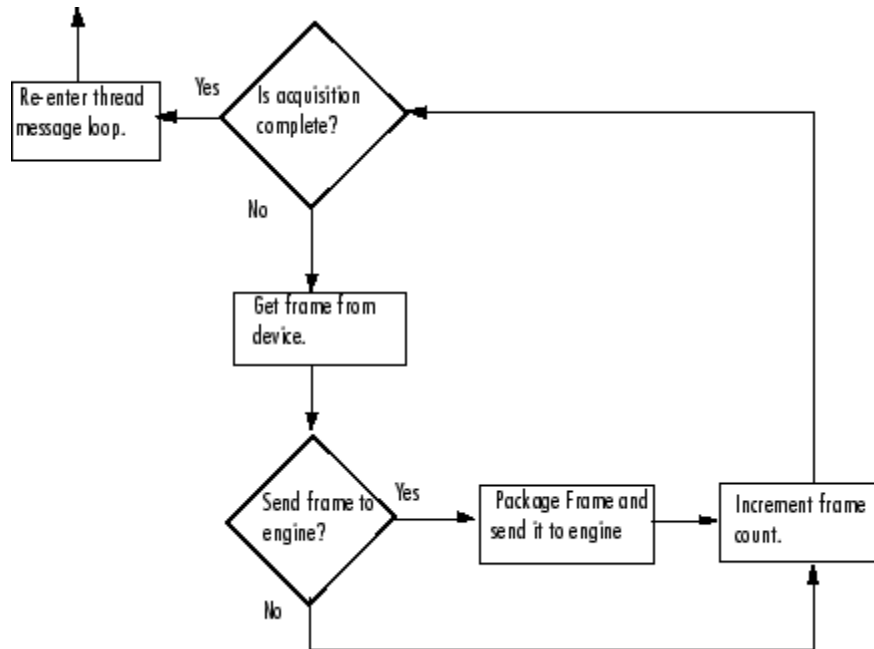 Yes
Re-enter thread
message loop.
Is acquisition
complete?
No
Get frame from
device.
Send frame to
engine?
Yes
Package Frame and
send it to engine
Increment frame
count.
No